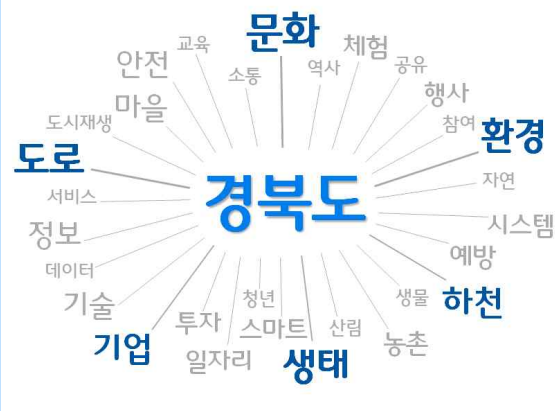 문화
교육
체험
안전
소통
역사
공유
마을
행사
도시재생
참여
환경
도로
경북도
자연
서비스
시스템
정보
예방
데이터
기술
청년
생물
하천
투자
스마트
산림
기업
일자리
생태
농촌